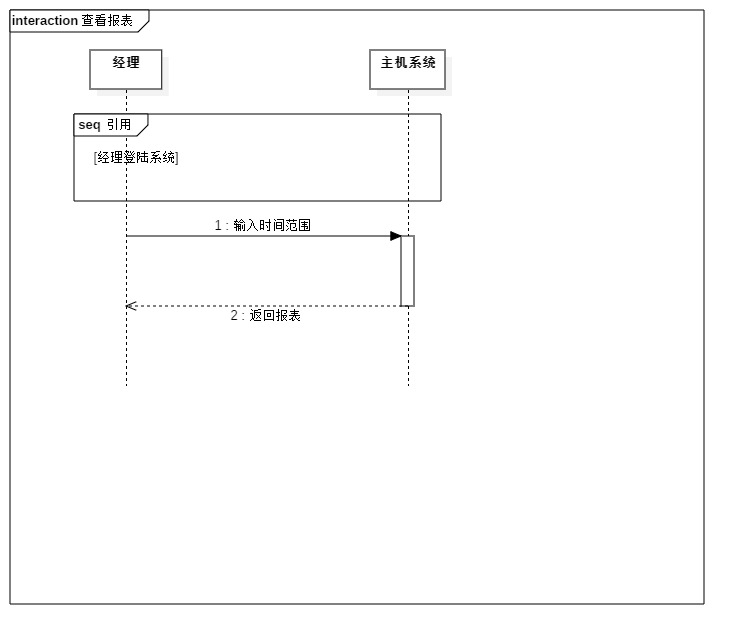 interaction 查看报表
经理
主机系统
seq 引用
[经理登陆系统]
1 : 输入时间范围
2 : 返回报表